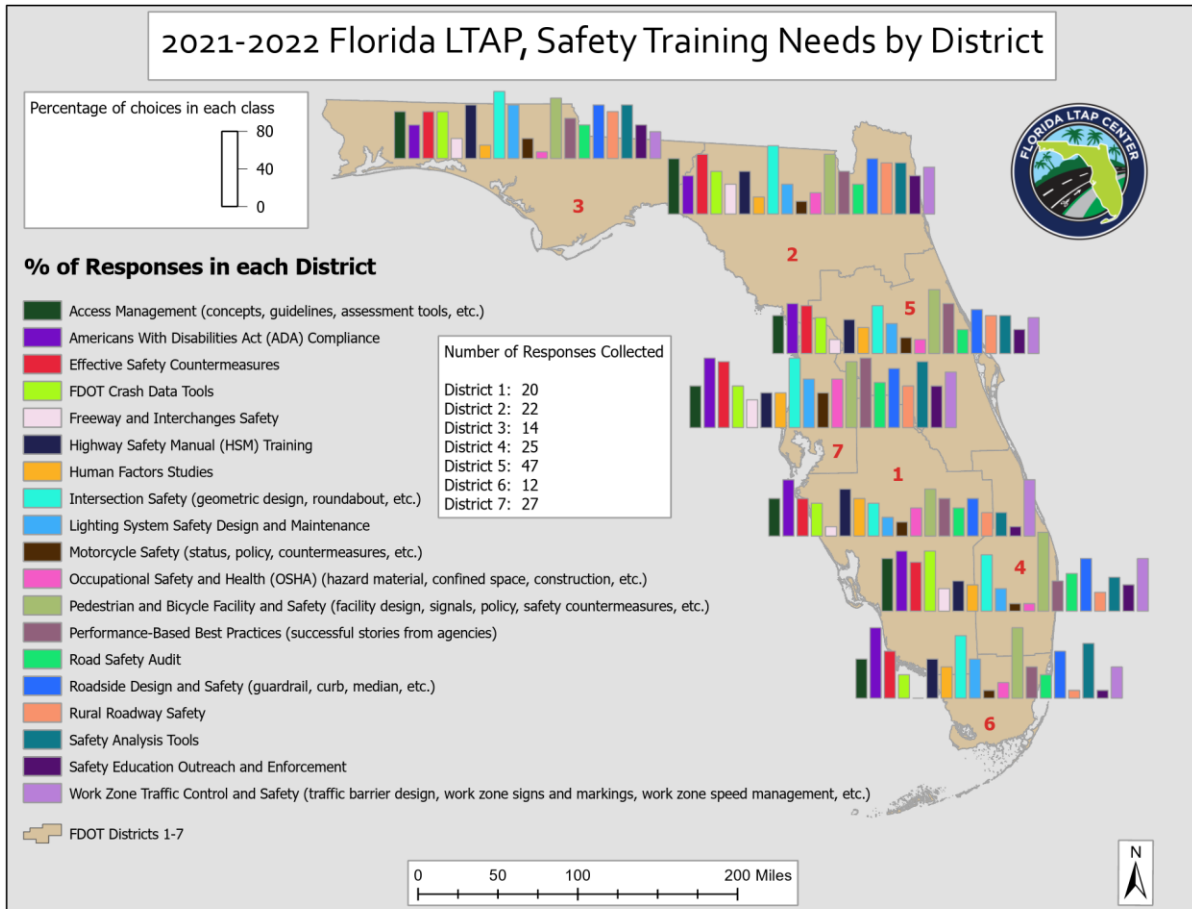 2021-2022 Florida LTAP, Safety Training Needs by District
Percentage of choices in each class
80
40
0
FLORIDA LTAP CENTER
3
2
5
7
1
4
6
% of Responses in each District
Access Management (concepts, guidelines, assessment tools, etc.)
Americans With Disabilities Act (ADA) Compliance
Effective Safety Countermeasures
FDOT Crash Data Tools
Freeway and Interchanges Safety
Highway Safety Manual (HSM) Training
Human Factors Studies
Intersection Safety (geometric design, roundabout, etc.)
Lighting System Safety Design and Maintenance
Motorcycle Safety (status, policy, countermeasures, etc.)
Occupational Safety and Health (OSHA) (hazard material, confined space, construction, etc.)
Pedestrian and Bicycle Facility and Safety (facility design, signals, policy, safety countermeasures, etc.)
Performance-Based Best Practices (successful stories from agencies)
Road Safety Audit
Roadside Design and Safety (guardrail, curb, median, etc.)
Rural Roadway Safety
Safety Analysis Tools
Safety Education Outreach and Enforcement
Work Zone Traffic Control and Safety (traffic barrier design, work zone signs and markings, work zone speed management, etc.)
FDOT Districts 1-7
Number of Responses Collected
District 1: 20
District 2: 22
District 3: 14
District 4: 25
District 5: 47
District 6: 12
District 7: 27
0 50 100 200 Miles
N